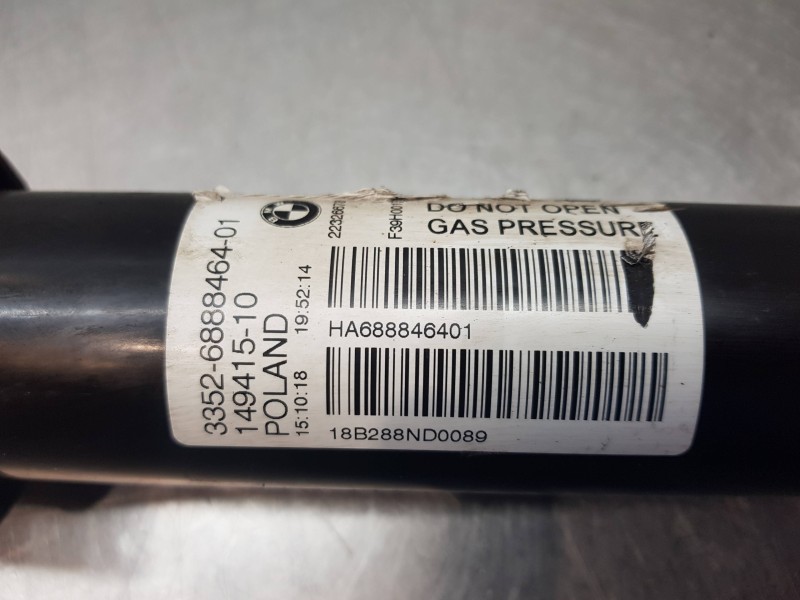 3352-6888464-01
149415-10
POLAND
15:10:18 19:52:14
DO NOT OPEN
GAS PRESSURE
HA688846401
18B288ND0089